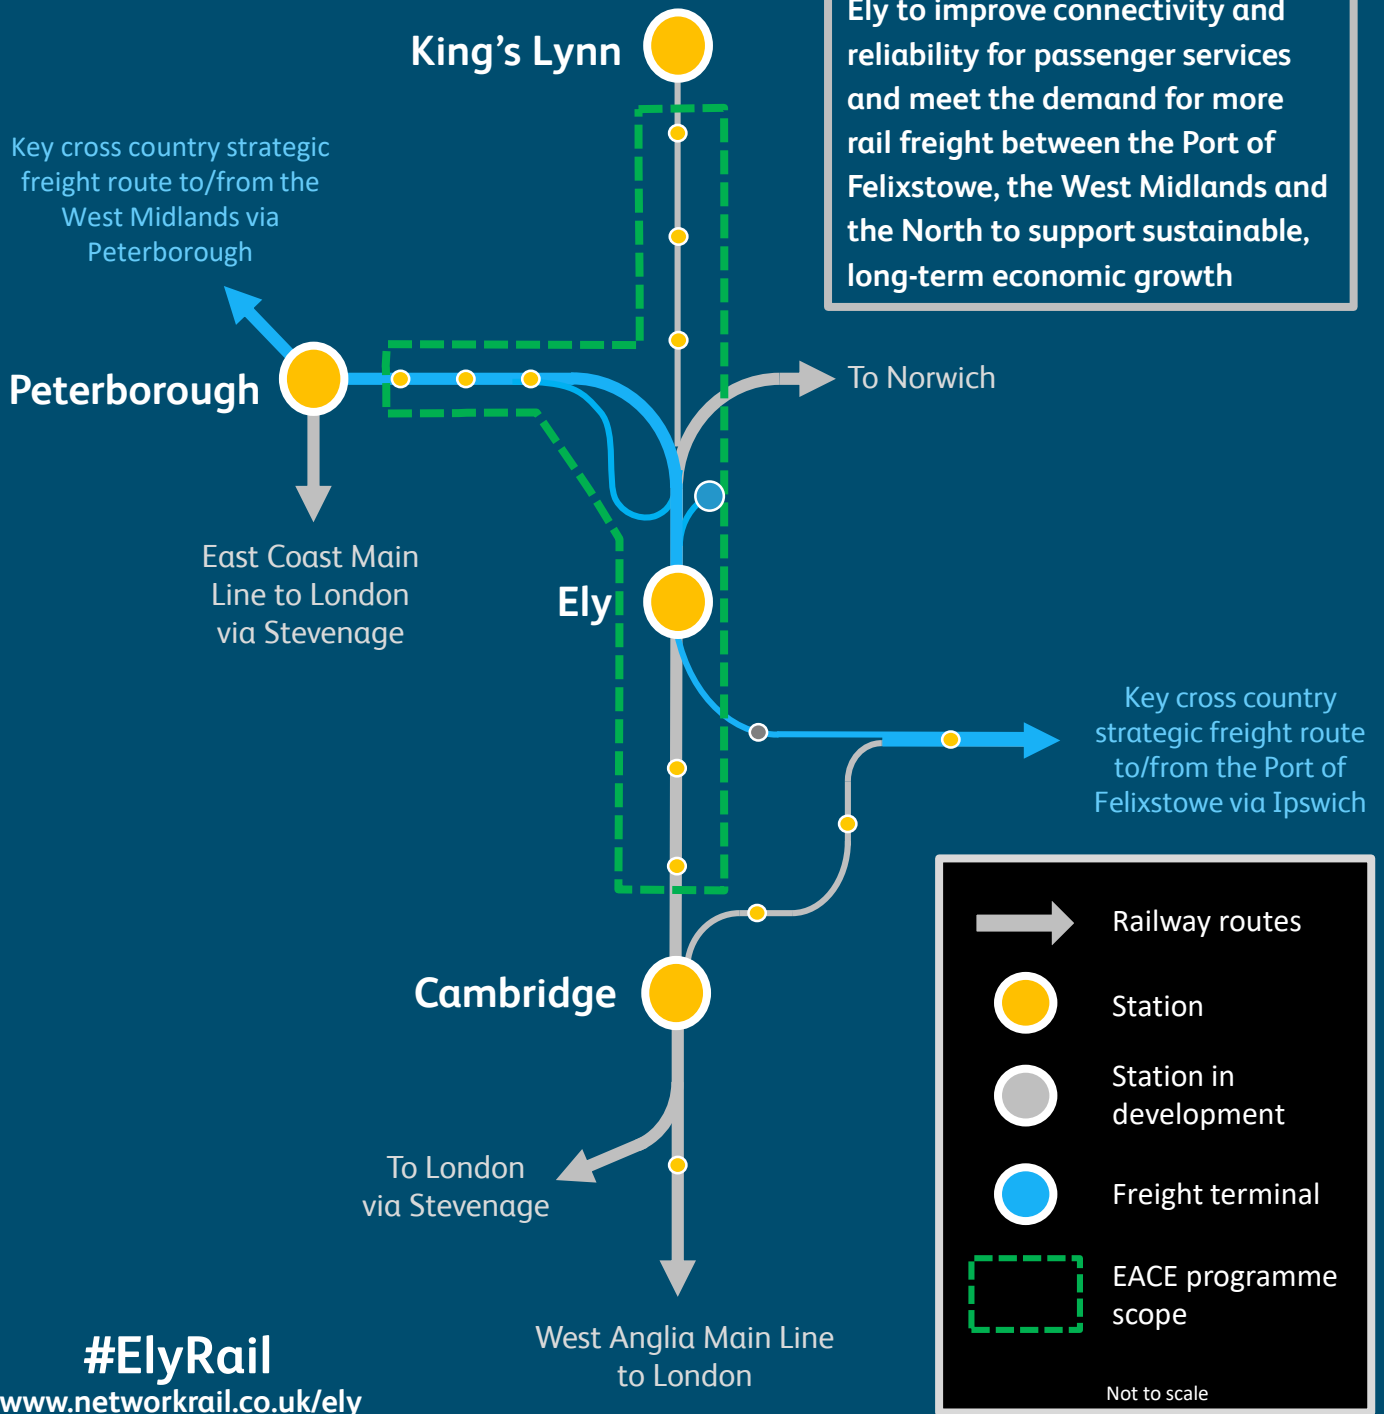 Ely to improve connectivity and
reliability for passenger services
and meet the demand for more
rail freight between the Port of
Felixstowe, the West Midlands and
the North to support sustainable,
long-term economic growth
King’s Lynn
Key cross country strategic
freight route to/from the
West Midlands via
Peterborough
Peterborough
To Norwich
East Coast Main
Line to London
via Stevenage
Ely
Key cross country
strategic freight route
to/from the Port of
Felixstowe via Ipswich
Cambridge
To London
via Stevenage
West Anglia Main Line
to London
Railway routes
Station
Station in
development
Freight terminal
EACE programme
scope
Not to scale
#ElyRail
www.networkrail.co.uk/ely